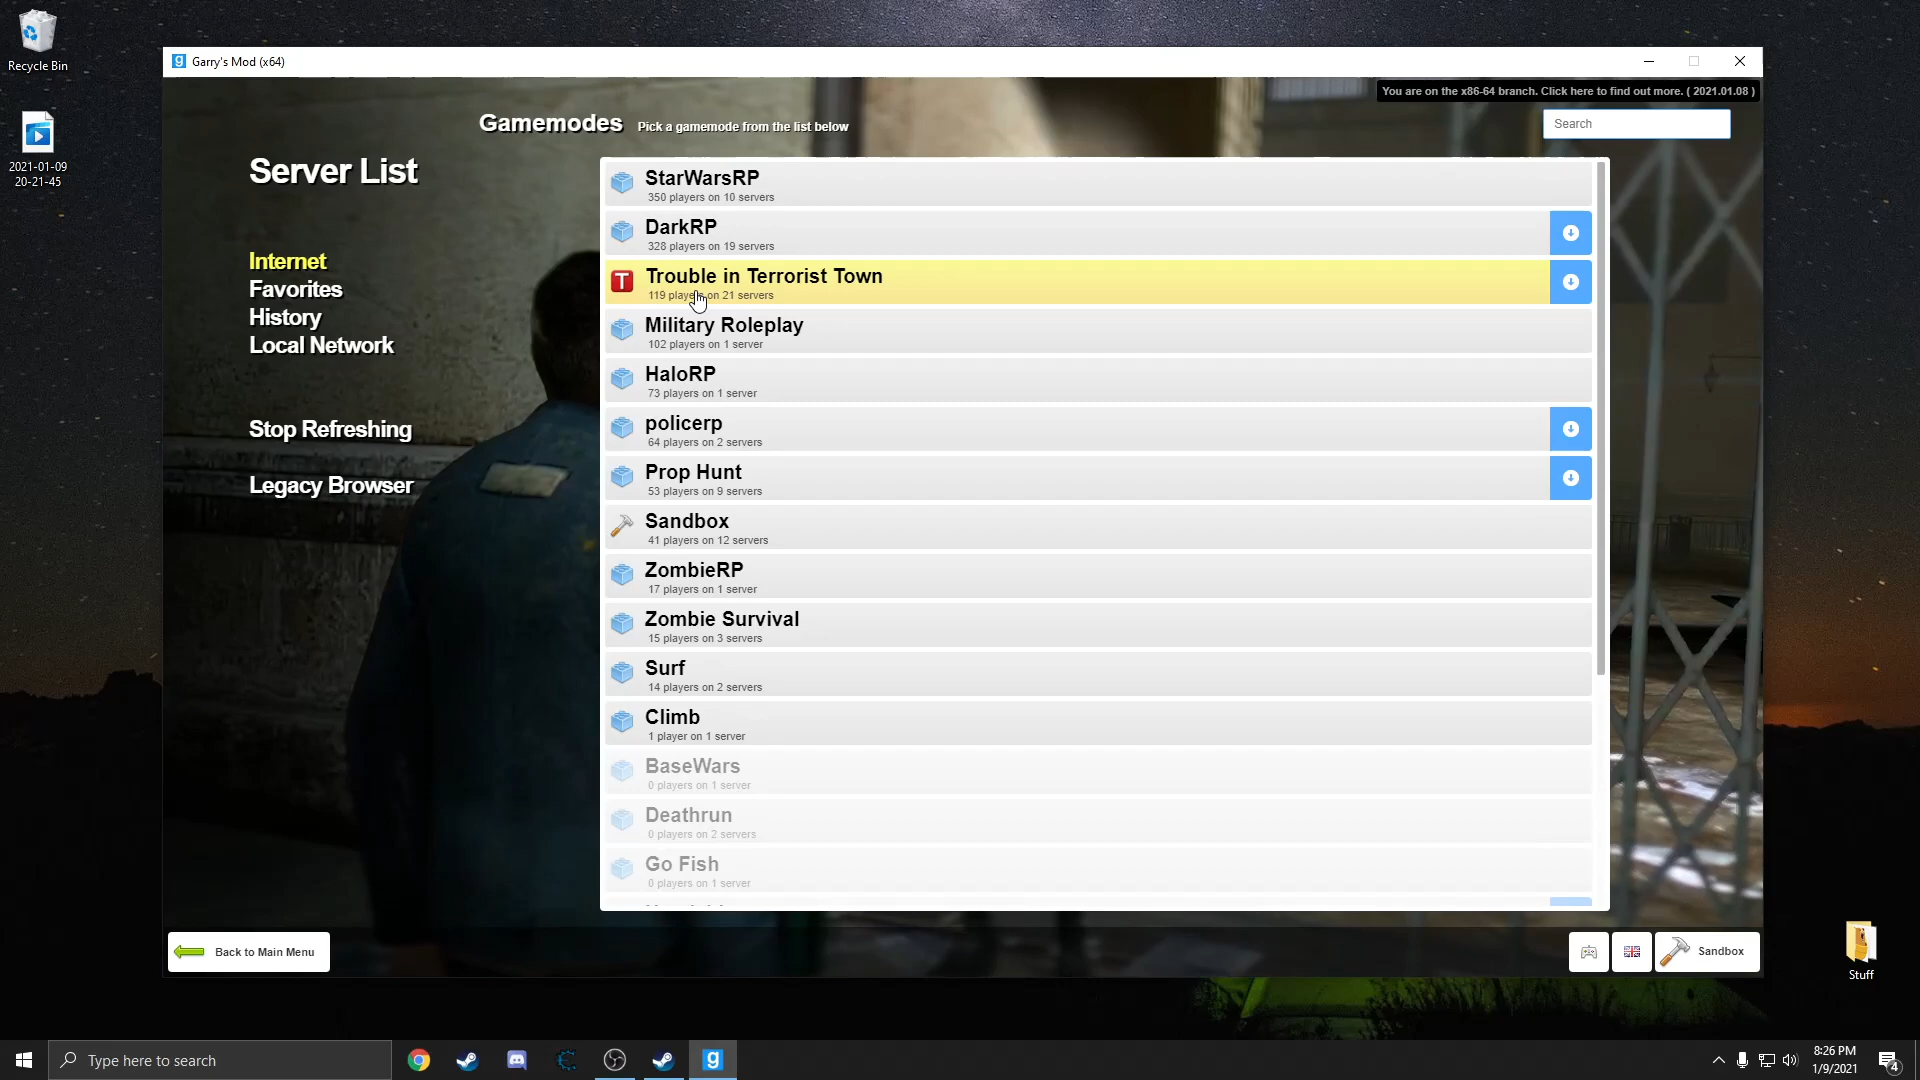 Recycle Bin
2021-01-09
20-21-45
Garry's Mod (x64)
You are on the x86-64 branch. Click here to find out more. ( 2021.01.08 )
Gamemodes Pick a gamemode from the list below
Search
Server List
Internet
Favorites
History
Local Network
Stop Refreshing
Legacy Browser
StarWarsRP
350 players on 10 servers
DarkRP
328 players on 19 servers
T
Trouble in Terrorist Town
119 players on 21 servers
Military Roleplay
102 players on 1 server
HaloRP
73 players on 1 server
policerp
64 players on 2 servers
Prop Hunt
53 players on 9 servers
Sandbox
41 players on 12 servers
ZombieRP
17 players on 1 server
Zombie Survival
15 players on 3 servers
Surf
14 players on 2 servers
Climb
1 player on 1 server
BaseWars
0 players on 1 server
Deathrun
0 players on 2 servers
Go Fish
0 players on 1 server
Back to Main Menu
Sandbox
Stuff
Type here to search
g
8:26 PM
1/9/2021
4